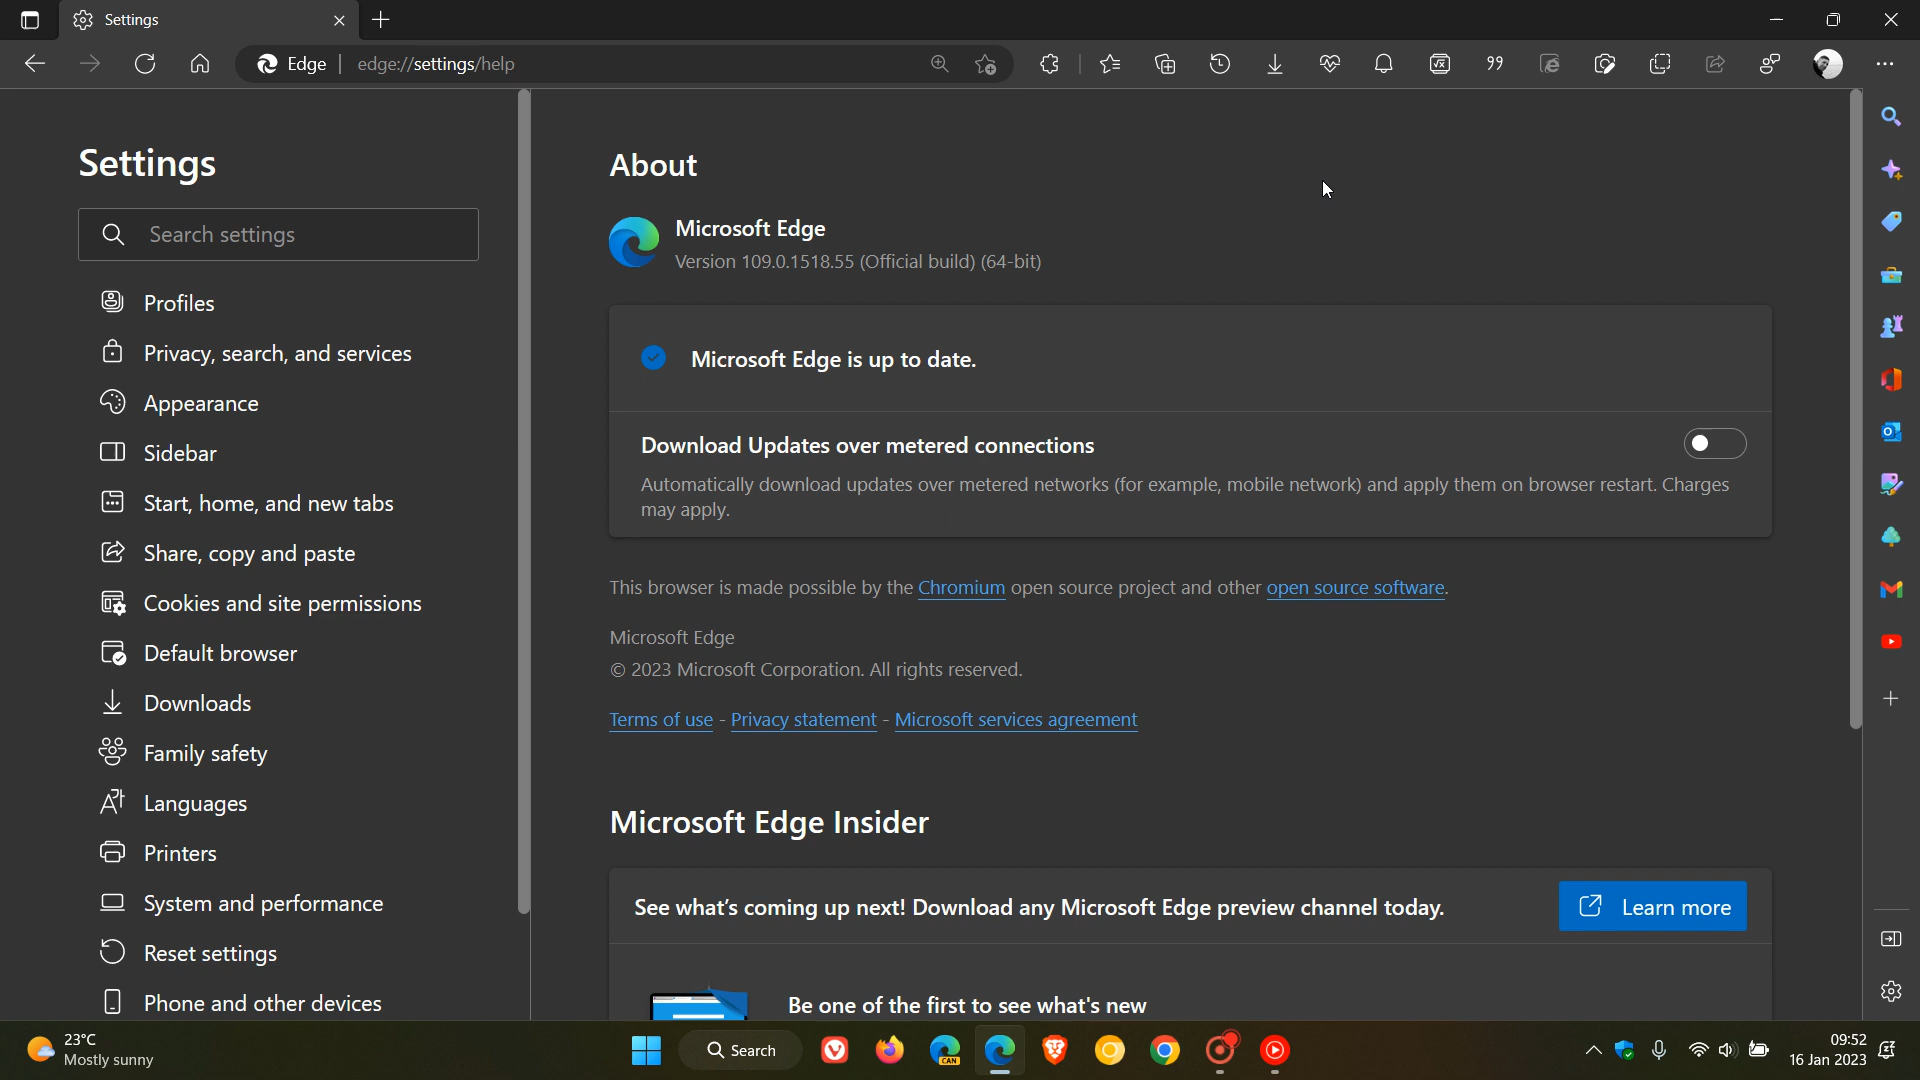 Settings
Edge
edge://settings/help
Settings
Search settings
Profiles
Privacy, search, and services
Appearance
Sidebar
Start, home, and new tabs
Share, copy and paste
Cookies and site permissions
Default browser
Downloads
Family safety
Languages
Printers
System and performance
Reset settings
Phone and other devices
About
Microsoft Edge
Version 109.0.1518.55 (Official build) (64-bit)
Microsoft Edge is up to date.
Download Updates over metered connections
Automatically download updates over metered networks (for example, mobile network) and apply them on browser restart. Charges
may apply.
This browser is made possible by the Chromium open source project and other open source software.
Microsoft Edge
© 2023 Microsoft Corporation. All rights reserved.
Terms of use - Privacy statement - Microsoft services agreement
Microsoft Edge Insider
See what's coming up next! Download any Microsoft Edge preview channel today.
Learn more
Be one of the first to see what's new
23°C
Mostly sunny
Search
CAN
09:52
16 Jan 2023